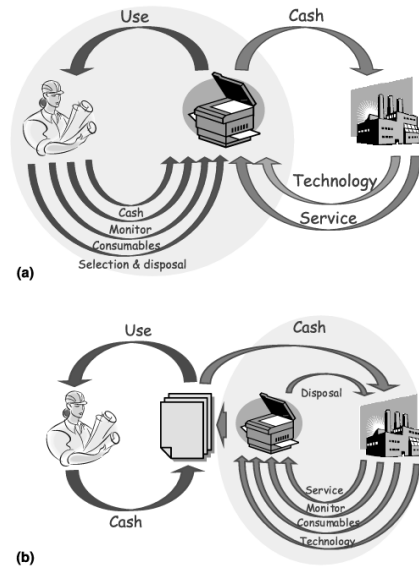 Use
Cash
Cash
Monitor
Consumables
Selection & disposal
Technology
Service
(a)
Use
Cash
Disposal
Cash
Service
Monitor
Consumables
Technology
(b)